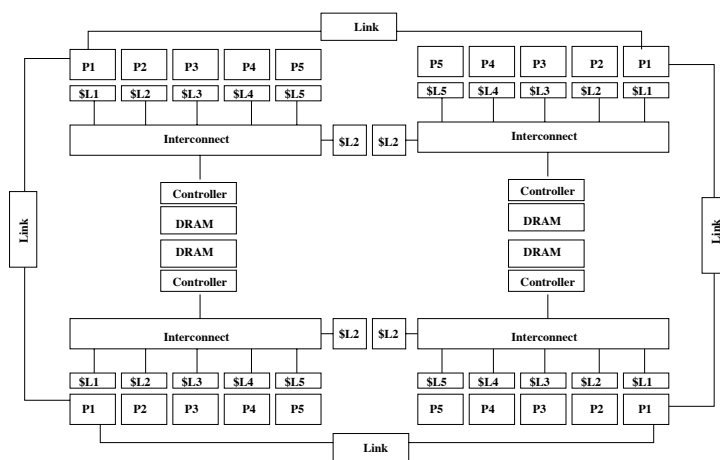 Link
P1 P2 P3 P4 P5 P5 P4 P3 P2 P1
$L1 $L2 $L3 $L4 $L5 $L5 $L4 $L3 $L2 $L1
Interconnect $L2 $L2 Interconnect
Controller Controller
DRAM DRAM
Link Link
DRAM DRAM
Controller Controller
Interconnect $L2 $L2 Interconnect
$L1 $L2 $L3 $L4 $L5 $L5 $L4 $L3 $L2 $L1
P1 P2 P3 P4 P5 P5 P4 P3 P2 P1
Link